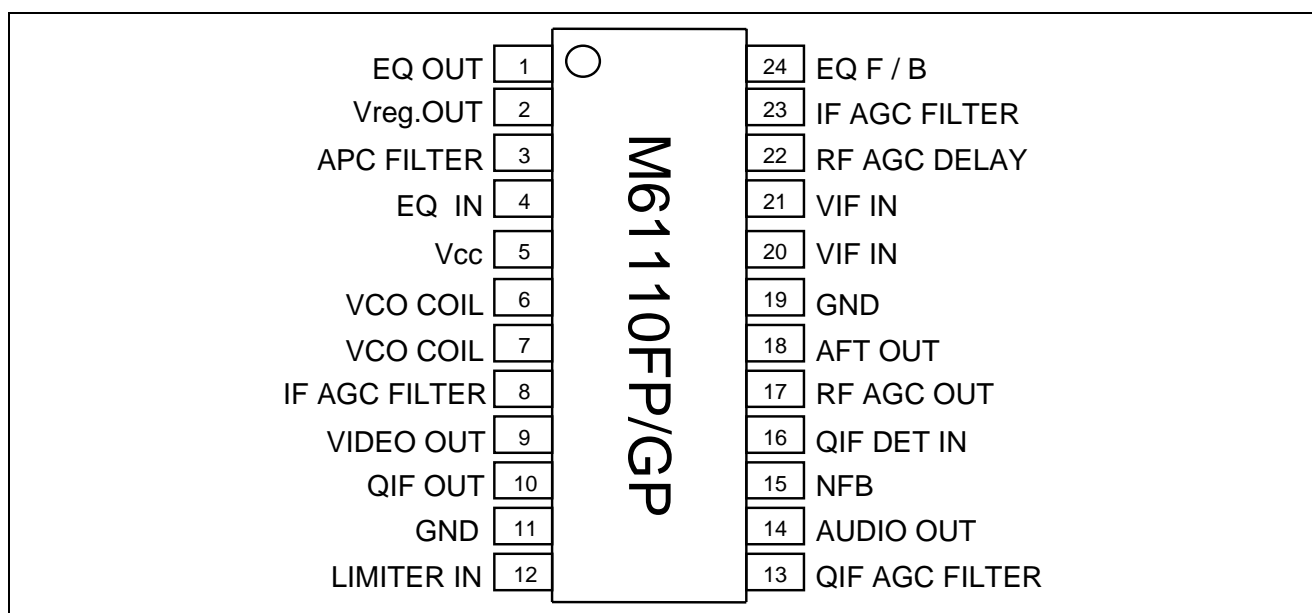 EQ OUT 1 24 EQ F / B
Vreg.OUT 2 23 IF AGC FILTER
APC FILTER 3 22 RF AGC DELAY
EQ IN 4 21 VIF IN
Vcc 5 20 VIF IN
VCO COIL 6 19 GND
VCO COIL 7 18 AFT OUT
IF AGC FILTER 8 17 RF AGC OUT
VIDEO OUT 9 16 QIF DET IN
QIF OUT 10 15 NFB
GND 11 14 AUDIO OUT
LIMITER IN 12 13 QIF AGC FILTER
M61110FP/GP